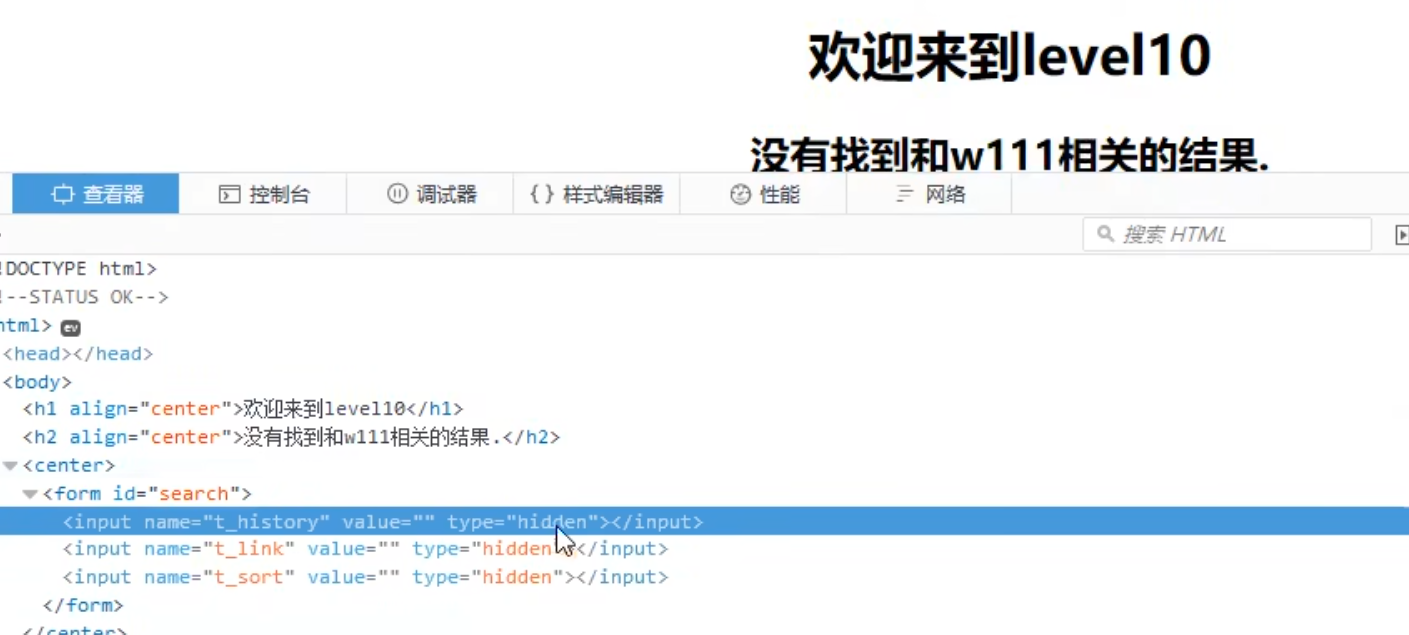 欢迎来到level10
没有找到和w111相关的结果.
查看器 控制台 调试器 {} 样式编辑器 性能 网络
搜索 HTML
!DOCTYPE html>
!--STATUS OK-->
html> ev
<head></head>
<body>
<h1 align="center">欢迎来到level10</h1>
<h2 align="center">没有找到和w111相关的结果.</h2>
<center>
<form id="search">
<input name="t_history" value="" type="hidden"></input>
<input name="t_link" value="" type="hidden"></input>
<input name="t_sort" value="" type="hidden"></input>
</form>
</center>